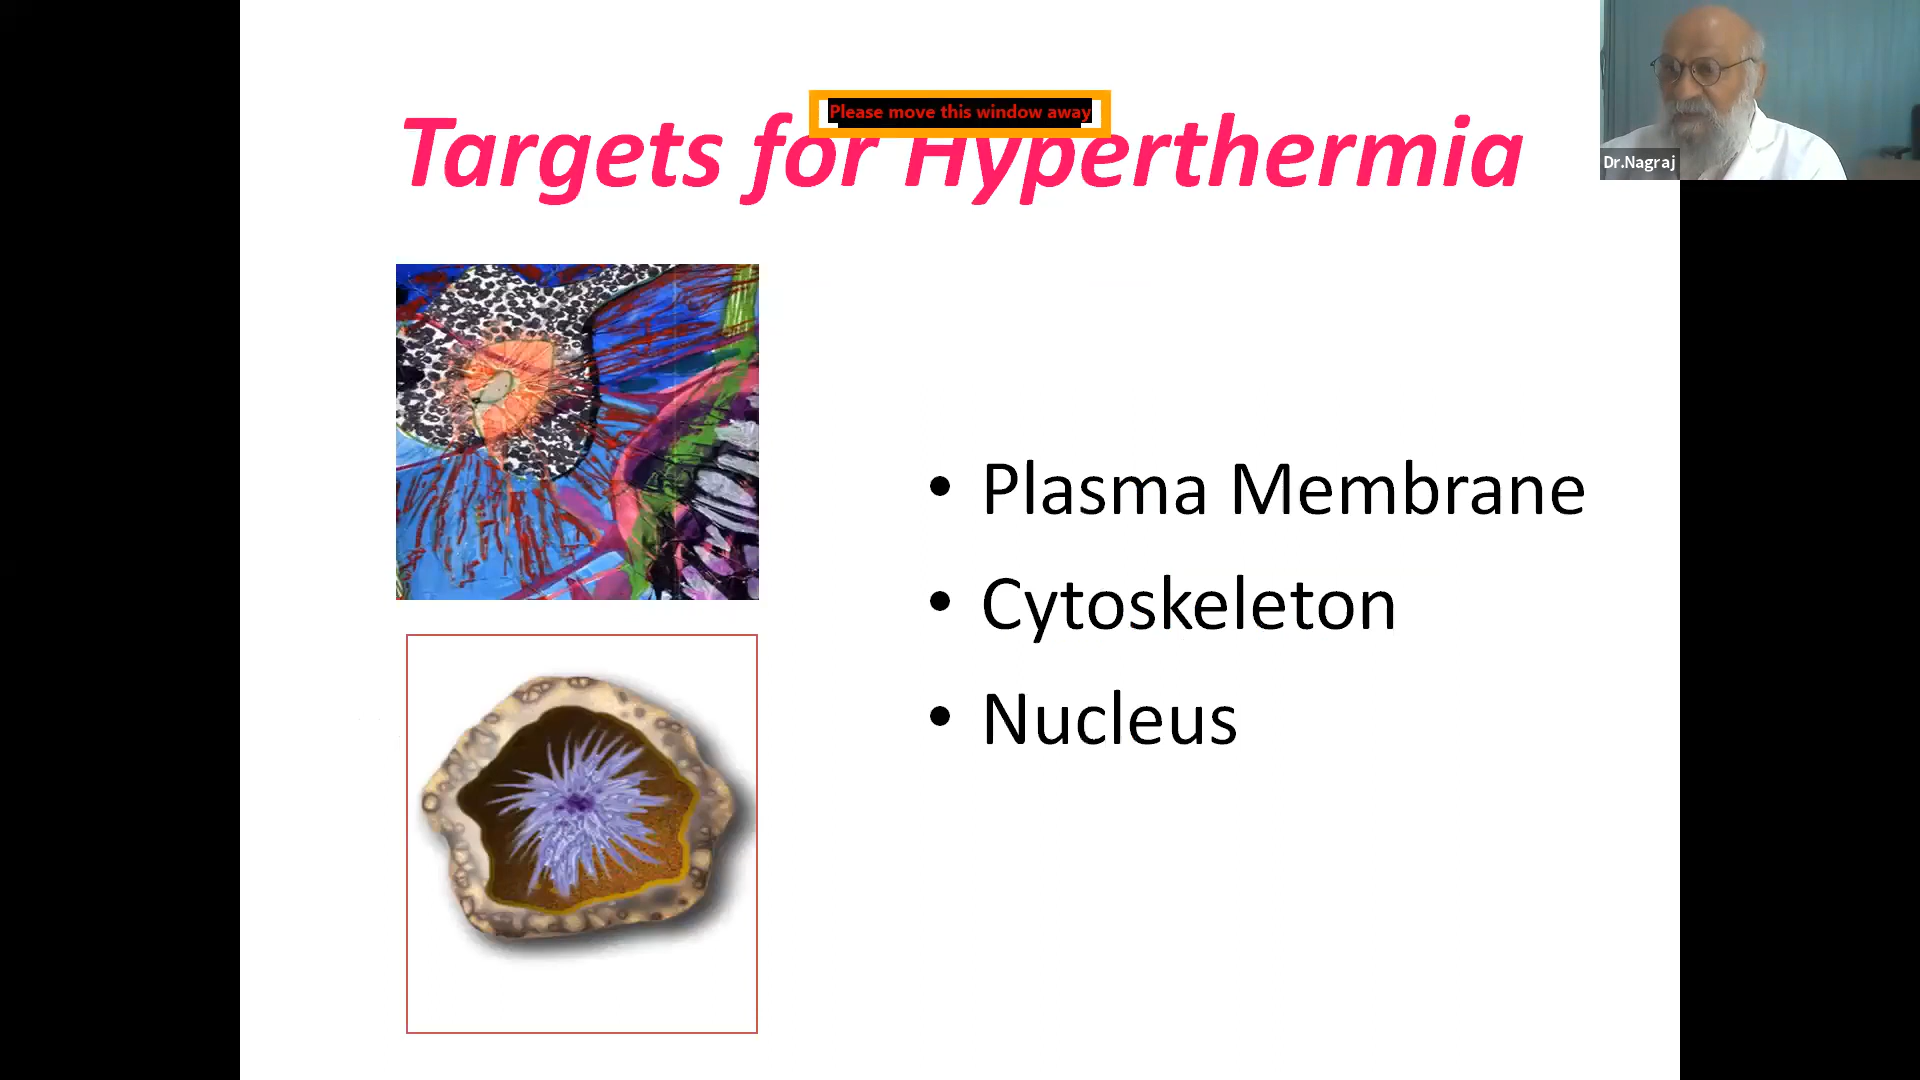 Please move this window away
Targets for Hyperthermia
Dr.Nagraj
• Plasma Membrane
• Cytoskeleton
• Nucleus